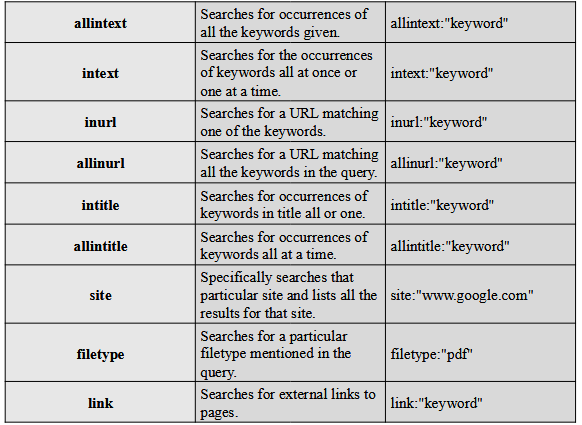 allintext
Searches for occurrences of
all the keywords given.
allintext:"keyword"
intext
Searches for the occurrences
of keywords all at once or
one at a time.
intext:"keyword"
inurl
Searches for a URL matching
one of the keywords.
inurl:"keyword"
allinurl
Searches for a URL matching
all the keywords in the query.
allinurl:"keyword"
intitle
Searches for occurrences of
keywords in title all or one.
intitle:"keyword"
allintitle
Searches for occurrences of
keywords all at a time.
allintitle:"keyword"
site
Specifically searches that
particular site and lists all the
results for that site.
site:"www.google.com"
filetype
Searches for a particular
filetype mentioned in the
query.
filetype:"pdf"
link
Searches for external links to
pages.
link:"keyword"